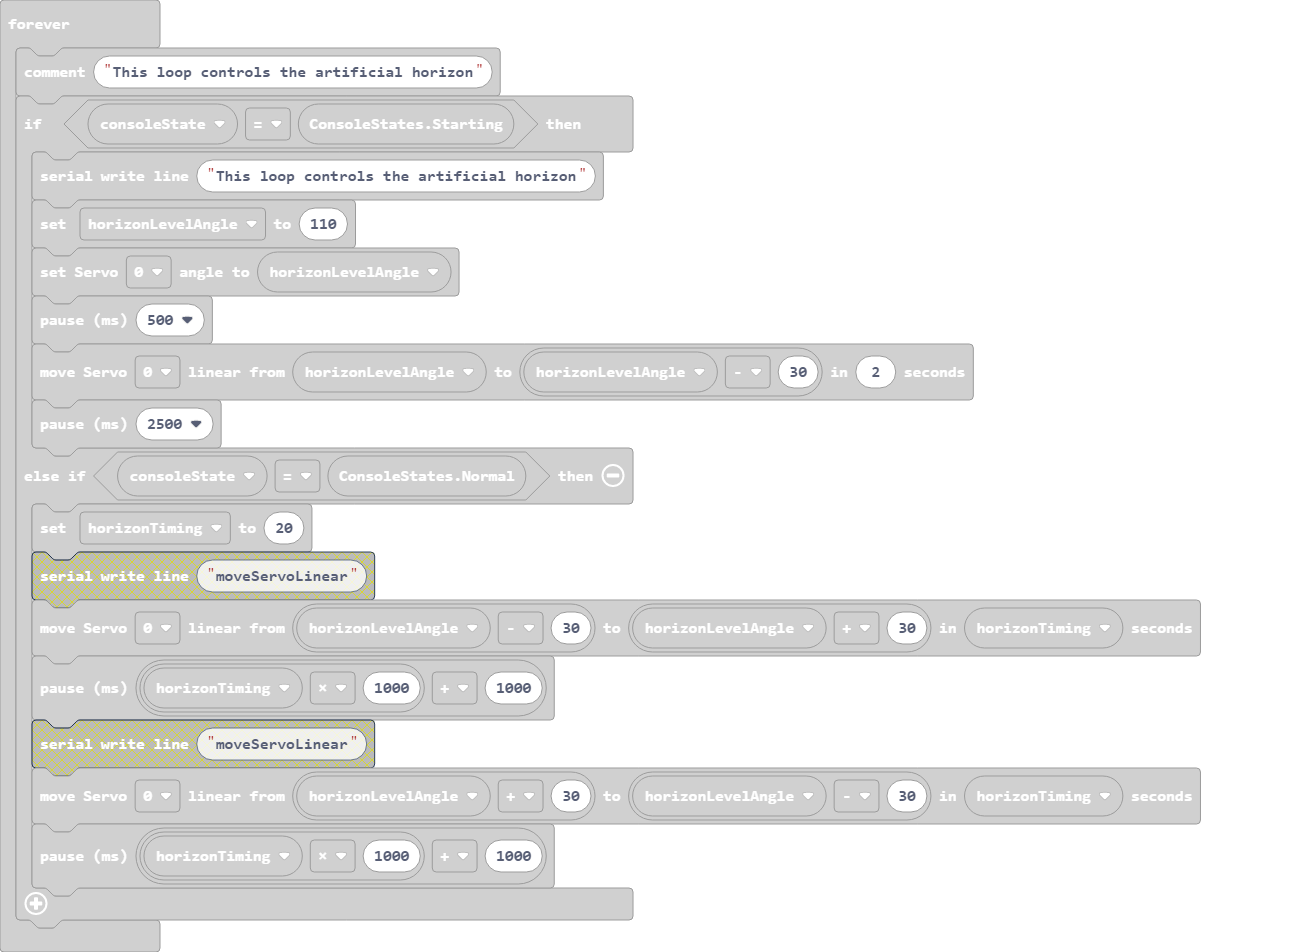 forever
comment "This loop controls the artificial horizon"
if consoleState = ConsoleStates.Starting then
serial write line "This loop controls the artificial horizon"
set horizonLevelAngle to 110
set Servo 0 angle to horizonLevelAngle
pause (ms) 500
move Servo 0 linear from horizonLevelAngle to horizonLevelAngle - 30 in 2 seconds
pause (ms) 2500
else if consoleState = ConsoleStates.Normal then
set horizonTiming to 20
serial write line "moveServoLinear"
move Servo 0 linear from horizonLevelAngle - 30 to horizonLevelAngle + 30 in horizonTiming seconds
pause (ms) horizonTiming × 1000 + 1000
serial write line "moveServoLinear"
move Servo 0 linear from horizonLevelAngle + 30 to horizonLevelAngle - 30 in horizonTiming seconds
pause (ms) horizonTiming × 1000 + 1000